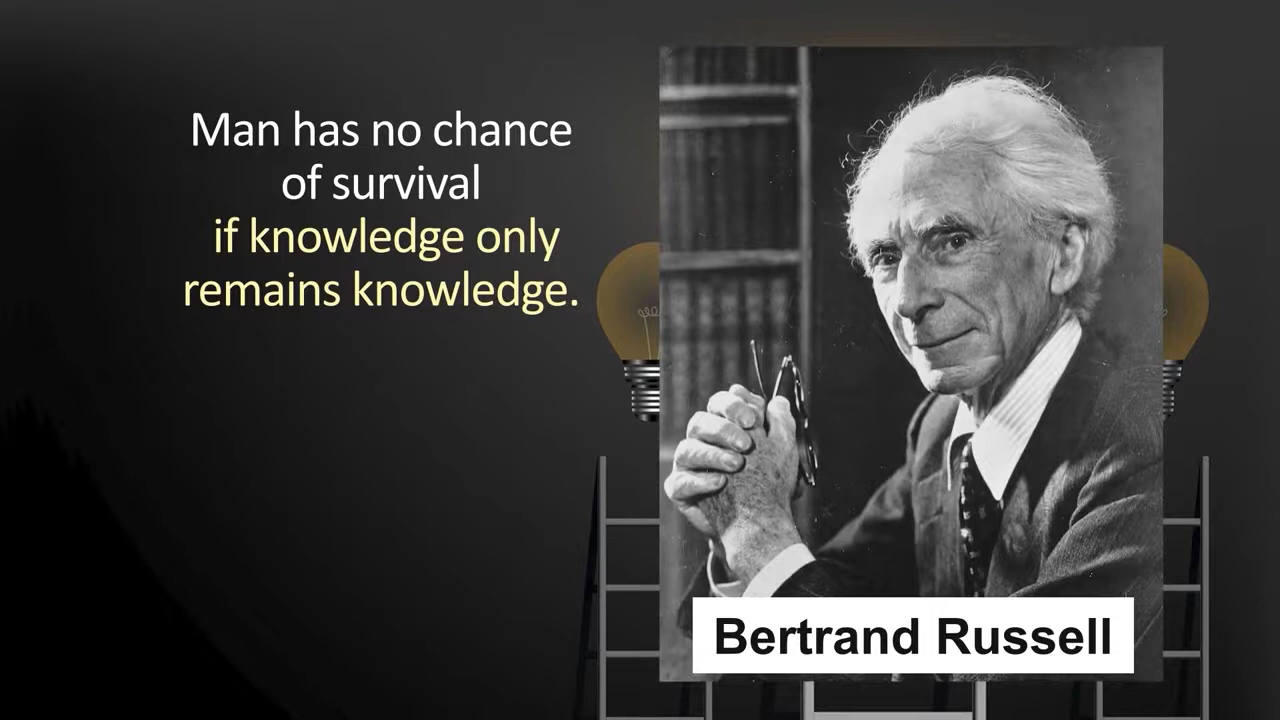 Man has no chance
of survival
if knowledge only
remains knowledge.
Bertrand Russell